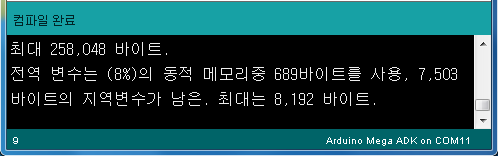 컴파일 완료
최대 258,048 바이트.
전역 변수는 (8%)의 동적 메모리중 689바이트를 사용, 7,503
바이트의 지역변수가 남은. 최대는 8,192 바이트.
9
Arduino Mega ADK on COM11